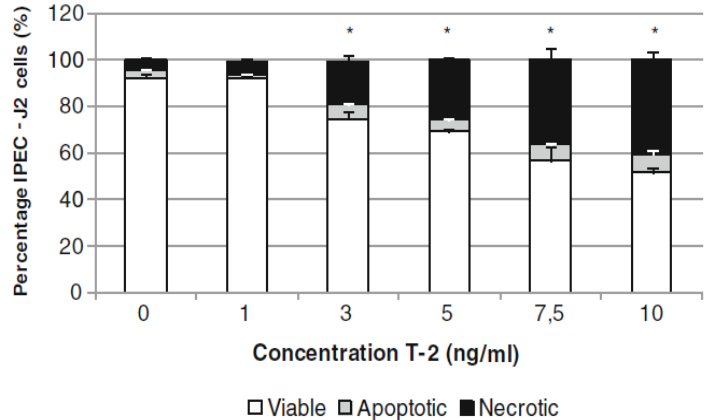 Percentage IPEC - J2 cells (%)
120
100
80
60
40
20
0
* * * *
0 1 3 5 7,5 10
Concentration T-2 (ng/ml)
Viable Apoptotic Necrotic